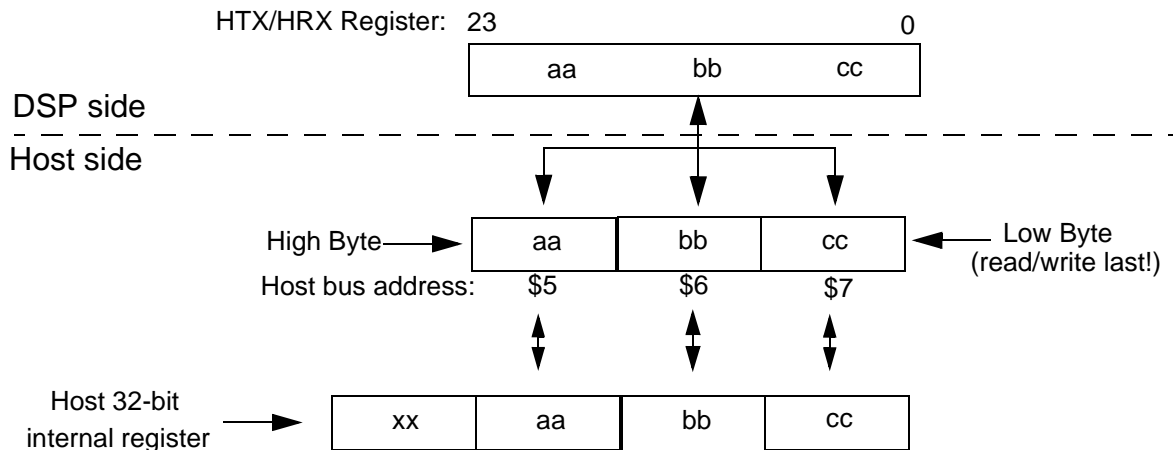 HTX/HRX Register: 23 0
aa bb cc
DSP side
Host side
High Byte aa bb cc Low Byte
(read/write last!)
Host bus address: $5 $6 $7
Host 32-bit
internal register
xx aa bb cc